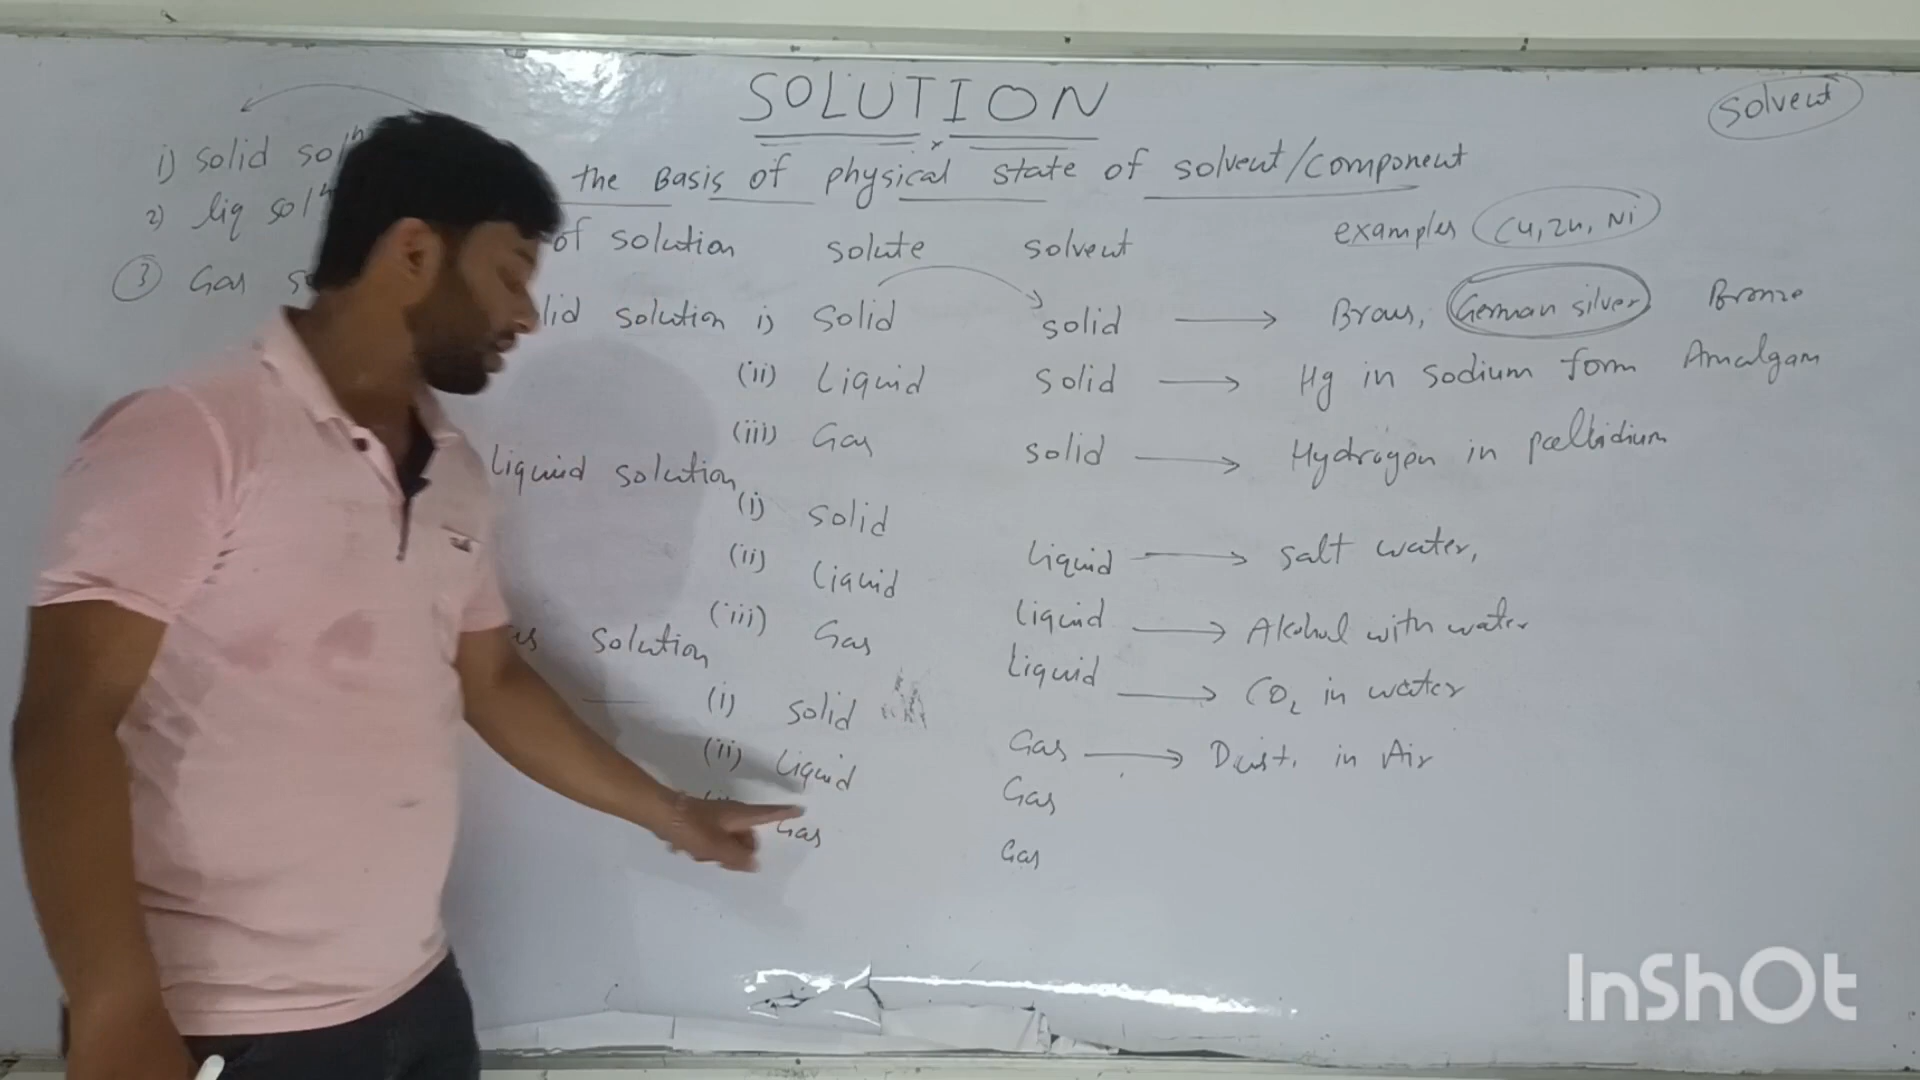 SOLUTION
solvent
i) solid sol
the Basis of physical state of solvent/component
2) liq sol
of solution solute solvent examples Cu, Zn, Ni
③ Gas
lid solution i) Solid solid → Brass, German silver Bronze
(ii) Liquid solid → Hg in sodium form Amalgam
(iii) Gas solid → Hydrogen in
liquid solution
(i) solid Liquid → salt water,
(ii) liquid liquid → with water
(iii) Gas Liquid → CO₂ in water
solution
(i) solid Gas → Dust. in Air
(ii) Liquid Gas
Gas Gas
InShOt